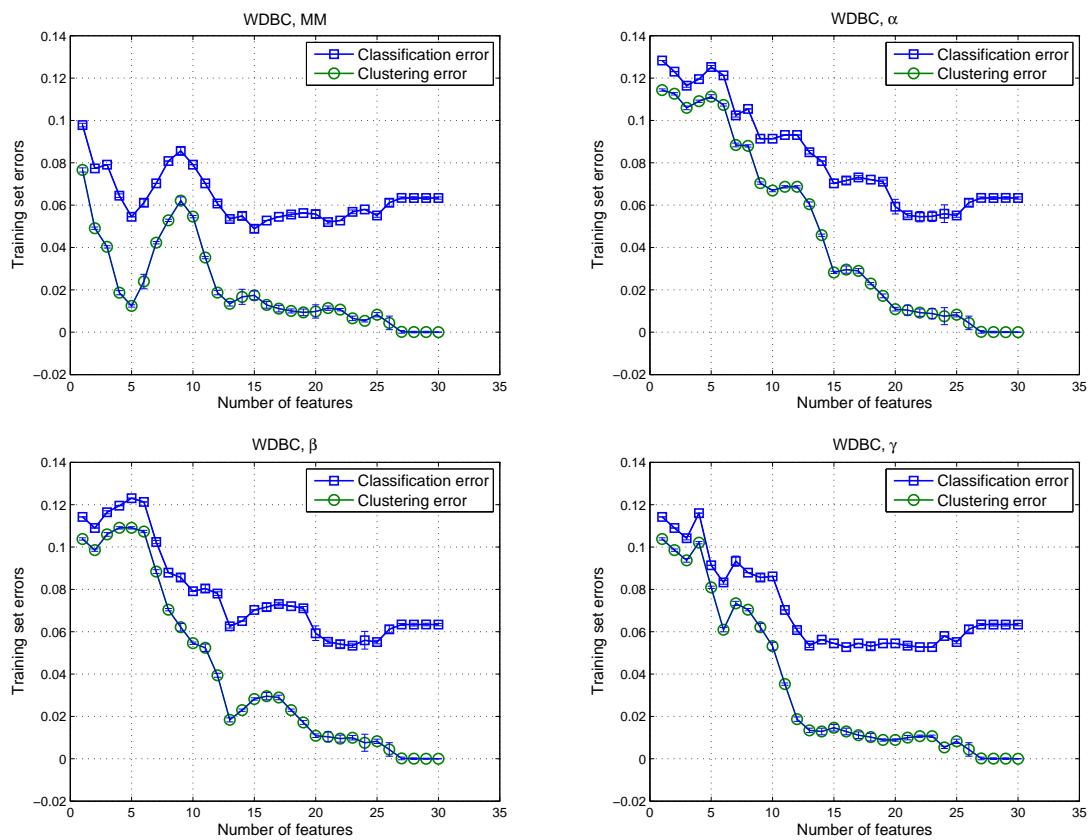 WDBC, MM
0.14
0.12
0.1
0.08
0.06
0.04
0.02
0
−0.02
Training set errors
Classification error
Clustering error
0 5 10 15 20 25 30 35
Number of features
WDBC, α
0.14
0.12
0.1
0.08
0.06
0.04
0.02
0
−0.02
Training set errors
Classification error
Clustering error
0 5 10 15 20 25 30 35
Number of features
WDBC, β
0.14
0.12
0.1
0.08
0.06
0.04
0.02
0
−0.02
Training set errors
Classification error
Clustering error
0 5 10 15 20 25 30 35
Number of features
WDBC, γ
0.14
0.12
0.1
0.08
0.06
0.04
0.02
0
−0.02
Training set errors
Classification error
Clustering error
0 5 10 15 20 25 30 35
Number of features